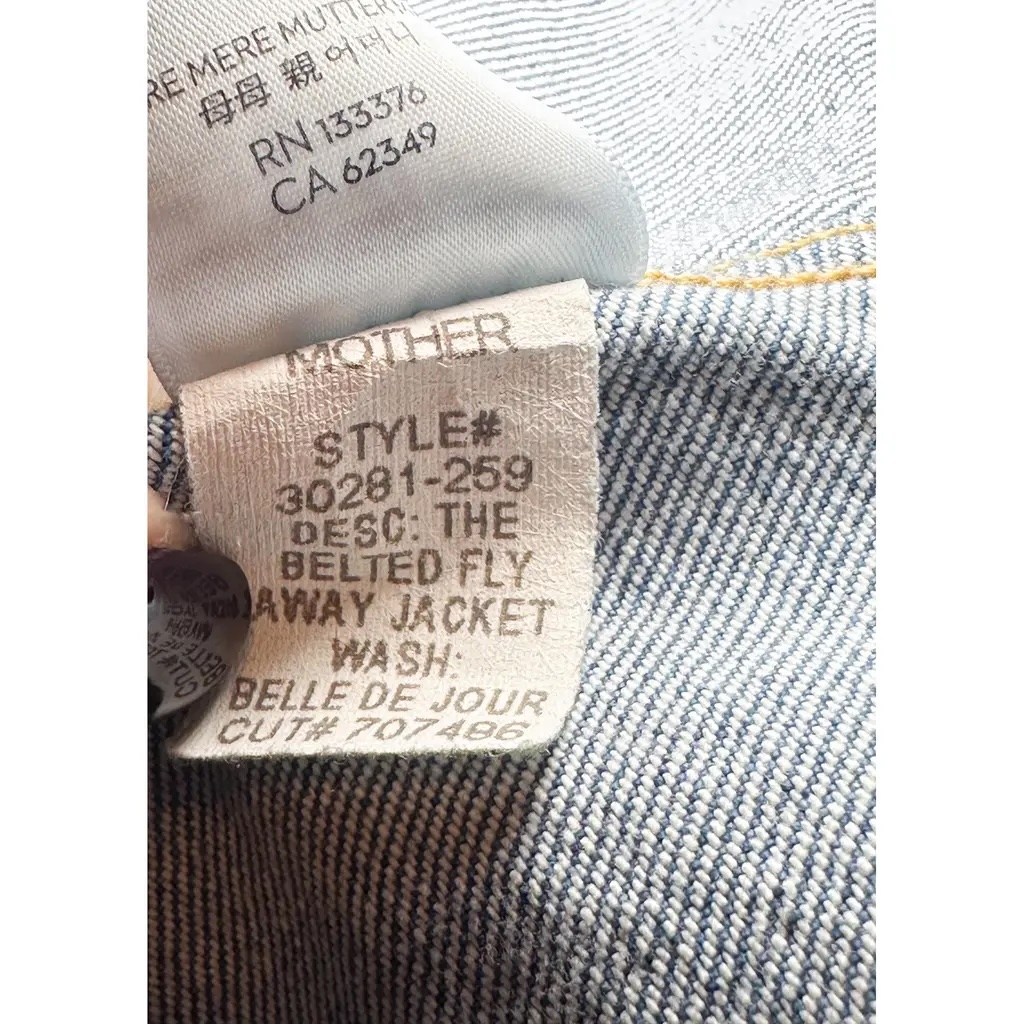 MERE MUTTER
母母 親 어머니
RN 133376
CA 62349
MOTHER
STYLE#
30281-259
DESC: THE
BELTED FLY
AWAY JACKET
WASH:
BELLE DE JOUR
CUT# 707486